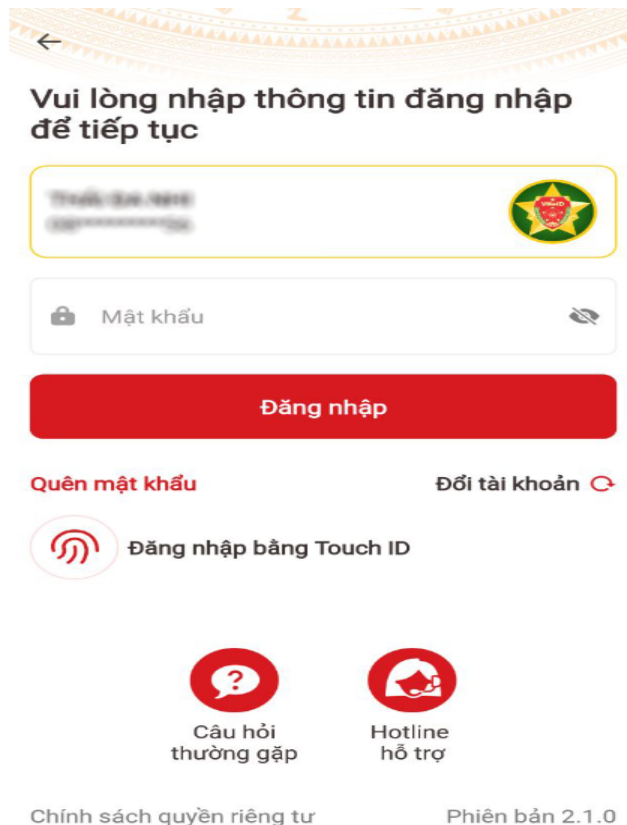 Vui lòng nhập thông tin đăng nhập
để tiếp tục
VNeID
Mật khẩu
Đăng nhập
Quên mật khẩu
Đổi tài khoản
Đăng nhập bằng Touch ID
?
Câu hỏi
thường gặp
Hotline
hỗ trợ
Chính sách quyền riêng tư
Phiên bản 2.1.0